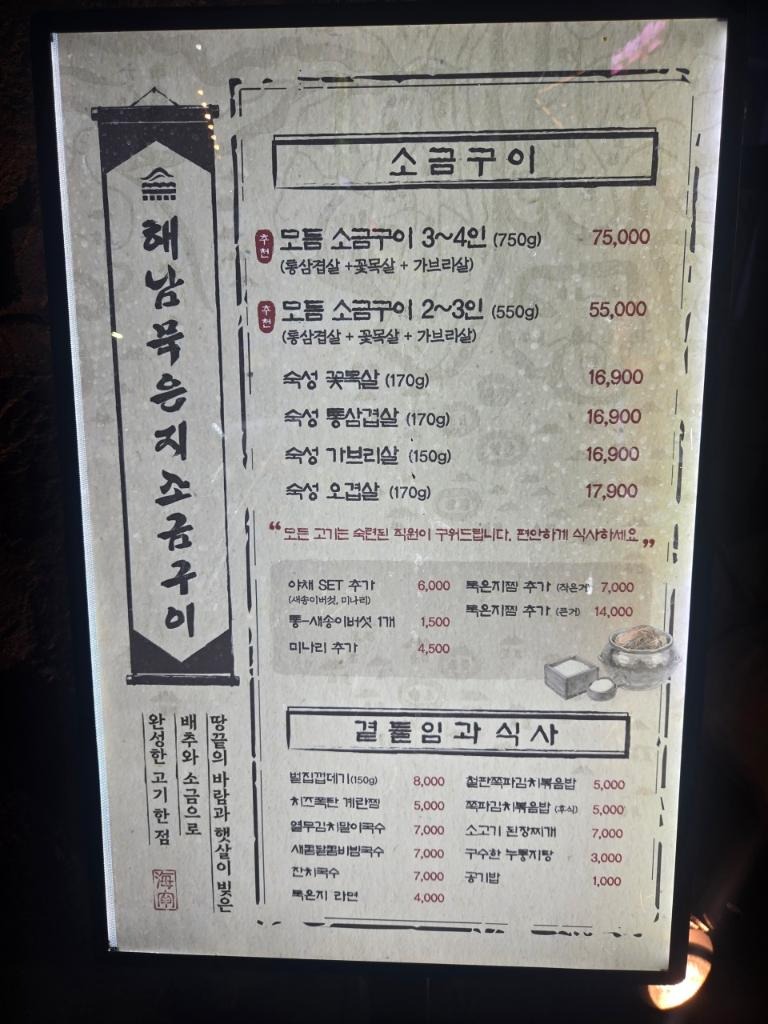 해남묵은지소금구이
땅끝의 바람과 햇살이 빚은
배추와 소금으로
완성한 고기 한 점
海南
소금구이
추천 모듬 소금구이 3~4인 (750g) 75,000
(통삼겹살 +꽃목살 + 가브리살)
추천 모듬 소금구이 2~3인 (550g) 55,000
(통삼겹살 + 꽃목살 + 가브리살)
숙성 꽃목살 (170g) 16,900
숙성 통삼겹살 (170g) 16,900
숙성 가브리살 (150g) 16,900
숙성 오겹살 (170g) 17,900
“모든 고기는 숙련된 직원이 구워드립니다. 편안하게 식사하세요„
야채 SET 추가 6,000
(새송이버섯, 미나리)
통-새송이버섯 1개 1,500
미나리 추가 4,500
묵은지찜 추가 (작은거) 7,000
묵은지찜 추가 (큰거) 14,000
곁들임과 식사
벌집껍데기(150g) 8,000
치즈폭탄 계란찜 5,000
열무김치말이국수 7,000
새콤달콤비빔국수 7,000
잔치국수 7,000
묵은지 라면 4,000
철판쪽파김치볶음밥 5,000
쪽파김치볶음밥 (후식) 5,000
소고기 된장찌개 7,000
구수한 누룽지탕 3,000
공기밥 1,000